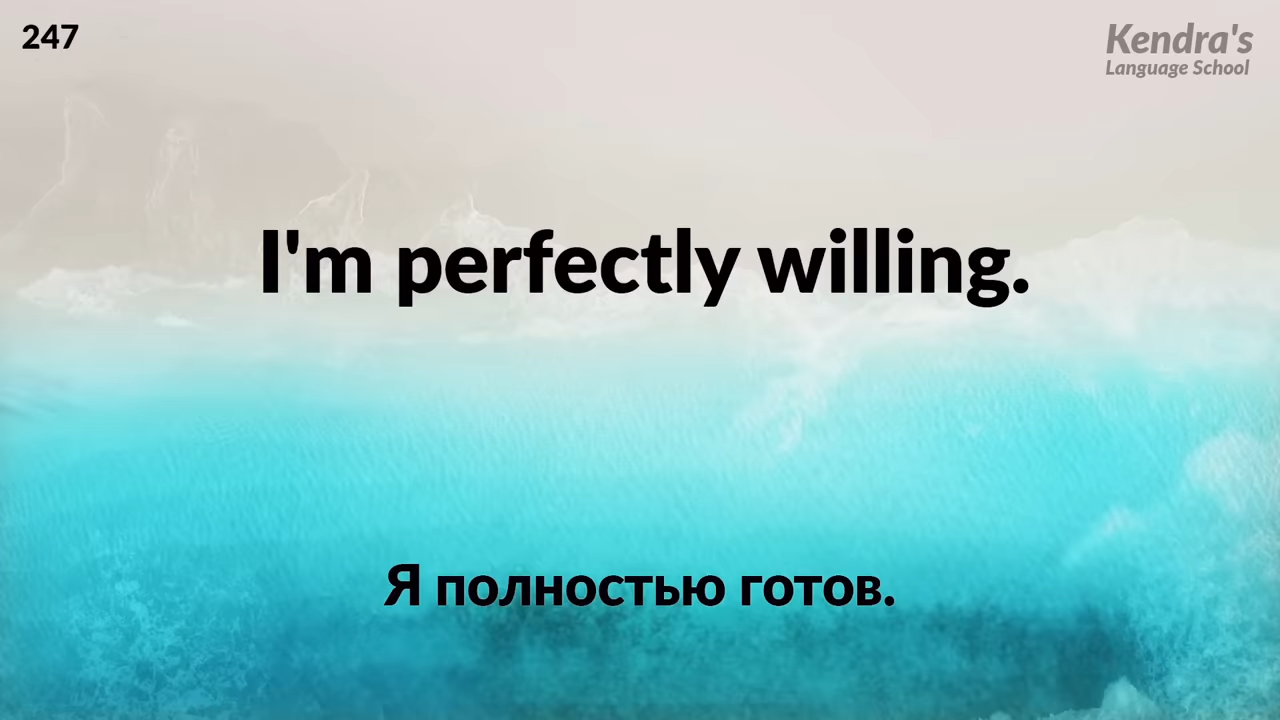 247
Kendra's
Language School
I'm perfectly willing.
Я полностью готов.